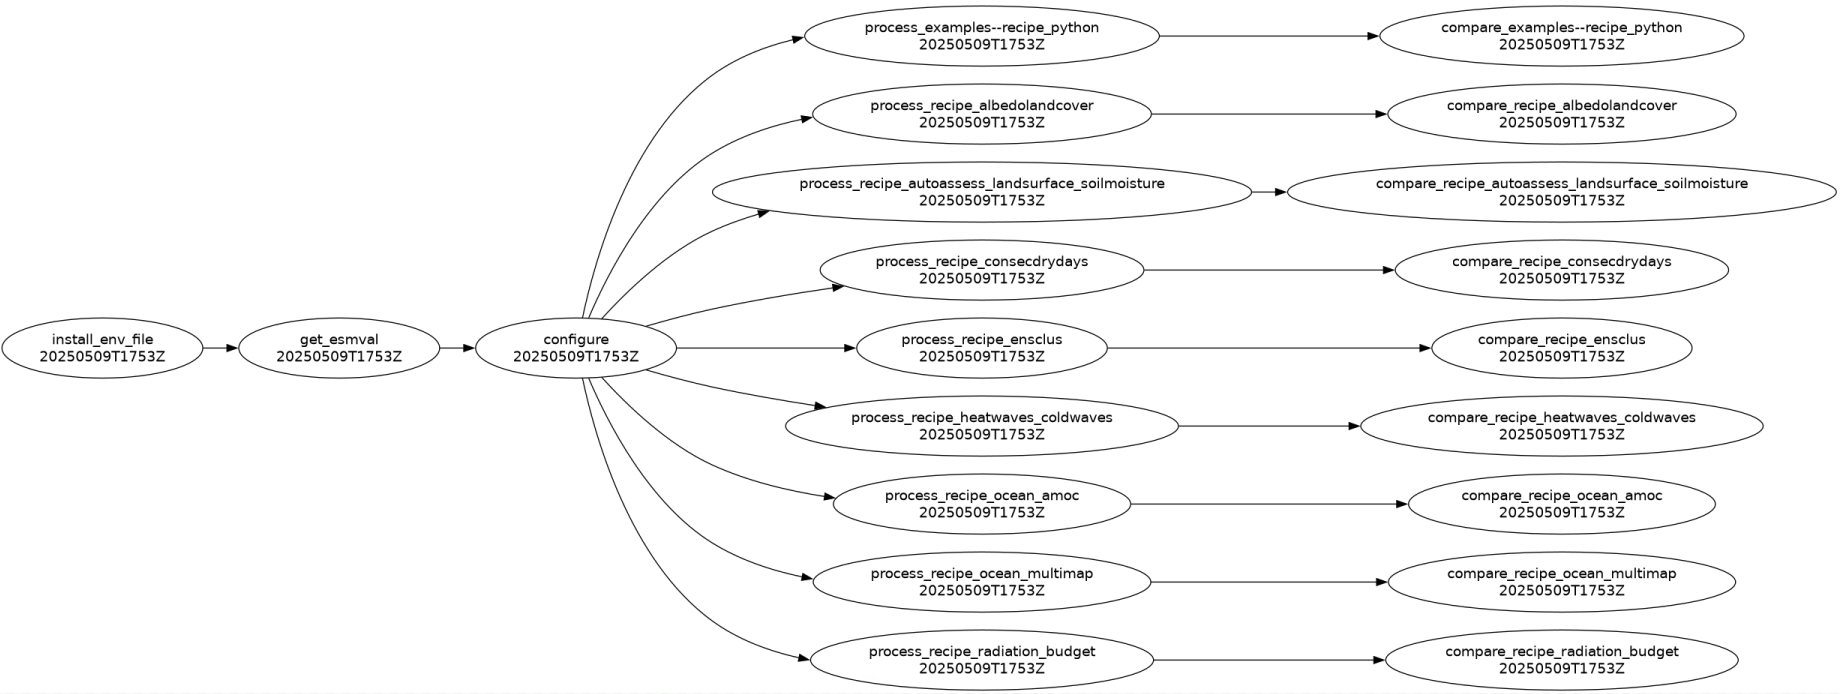 install_env_file
20250509T1753Z
get_esmval
20250509T1753Z
configure
20250509T1753Z
process_examples--recipe_python
20250509T1753Z
compare_examples--recipe_python
20250509T1753Z
process_recipe_albedolandcover
20250509T1753Z
compare_recipe_albedolandcover
20250509T1753Z
process_recipe_autoassess_landsurface_soilmoisture
20250509T1753Z
compare_recipe_autoassess_landsurface_soilmoisture
20250509T1753Z
process_recipe_consecdrydays
20250509T1753Z
compare_recipe_consecdrydays
20250509T1753Z
process_recipe_ensclus
20250509T1753Z
compare_recipe_ensclus
20250509T1753Z
process_recipe_heatwaves_coldwaves
20250509T1753Z
compare_recipe_heatwaves_coldwaves
20250509T1753Z
process_recipe_ocean_amoc
20250509T1753Z
compare_recipe_ocean_amoc
20250509T1753Z
process_recipe_ocean_multimap
20250509T1753Z
compare_recipe_ocean_multimap
20250509T1753Z
process_recipe_radiation_budget
20250509T1753Z
compare_recipe_radiation_budget
20250509T1753Z